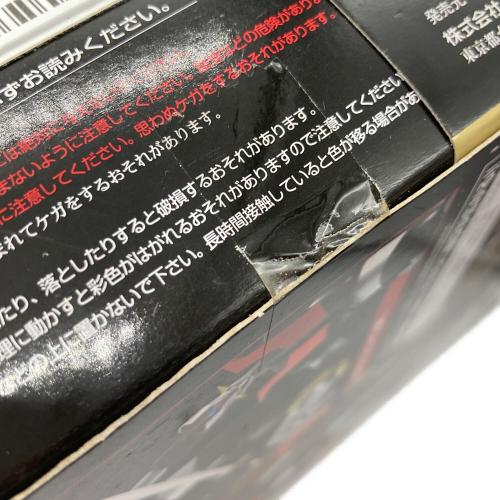 ずお読みください。
発売元
株式会社
東京都
には絶対に
まないように注意してください。窒息などの危険があり
に注意してください。思わぬケガをするおそれがあります。
まれてケガをするおそれがあります。
たり、落としたりすると破損するおそれがあります。
理に動かすと彩色がはがれるおそれがありますので注意してください
の上に置かないで下さい。長時間接触していると色が移る場合があ